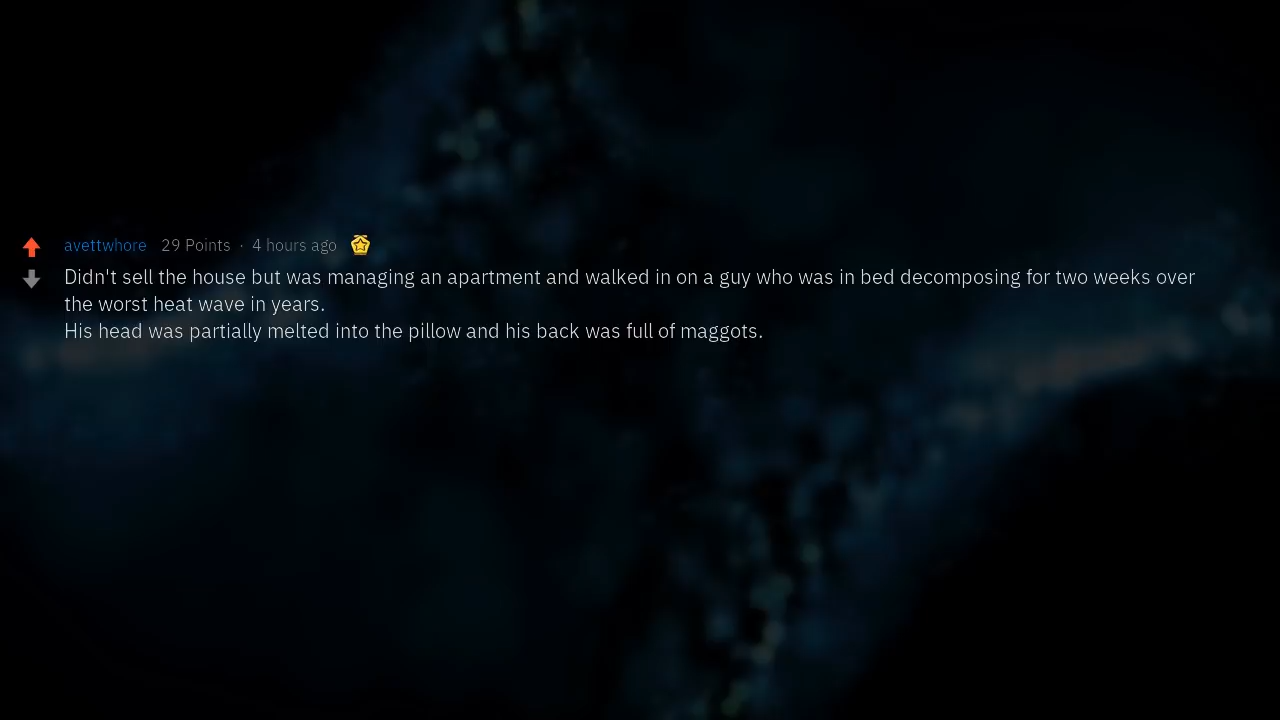 avettwhore 29 Points · 4 hours ago
Didn't sell the house but was managing an apartment and walked in on a guy who was in bed decomposing for two weeks over
the worst heat wave in years.
His head was partially melted into the pillow and his back was full of maggots.